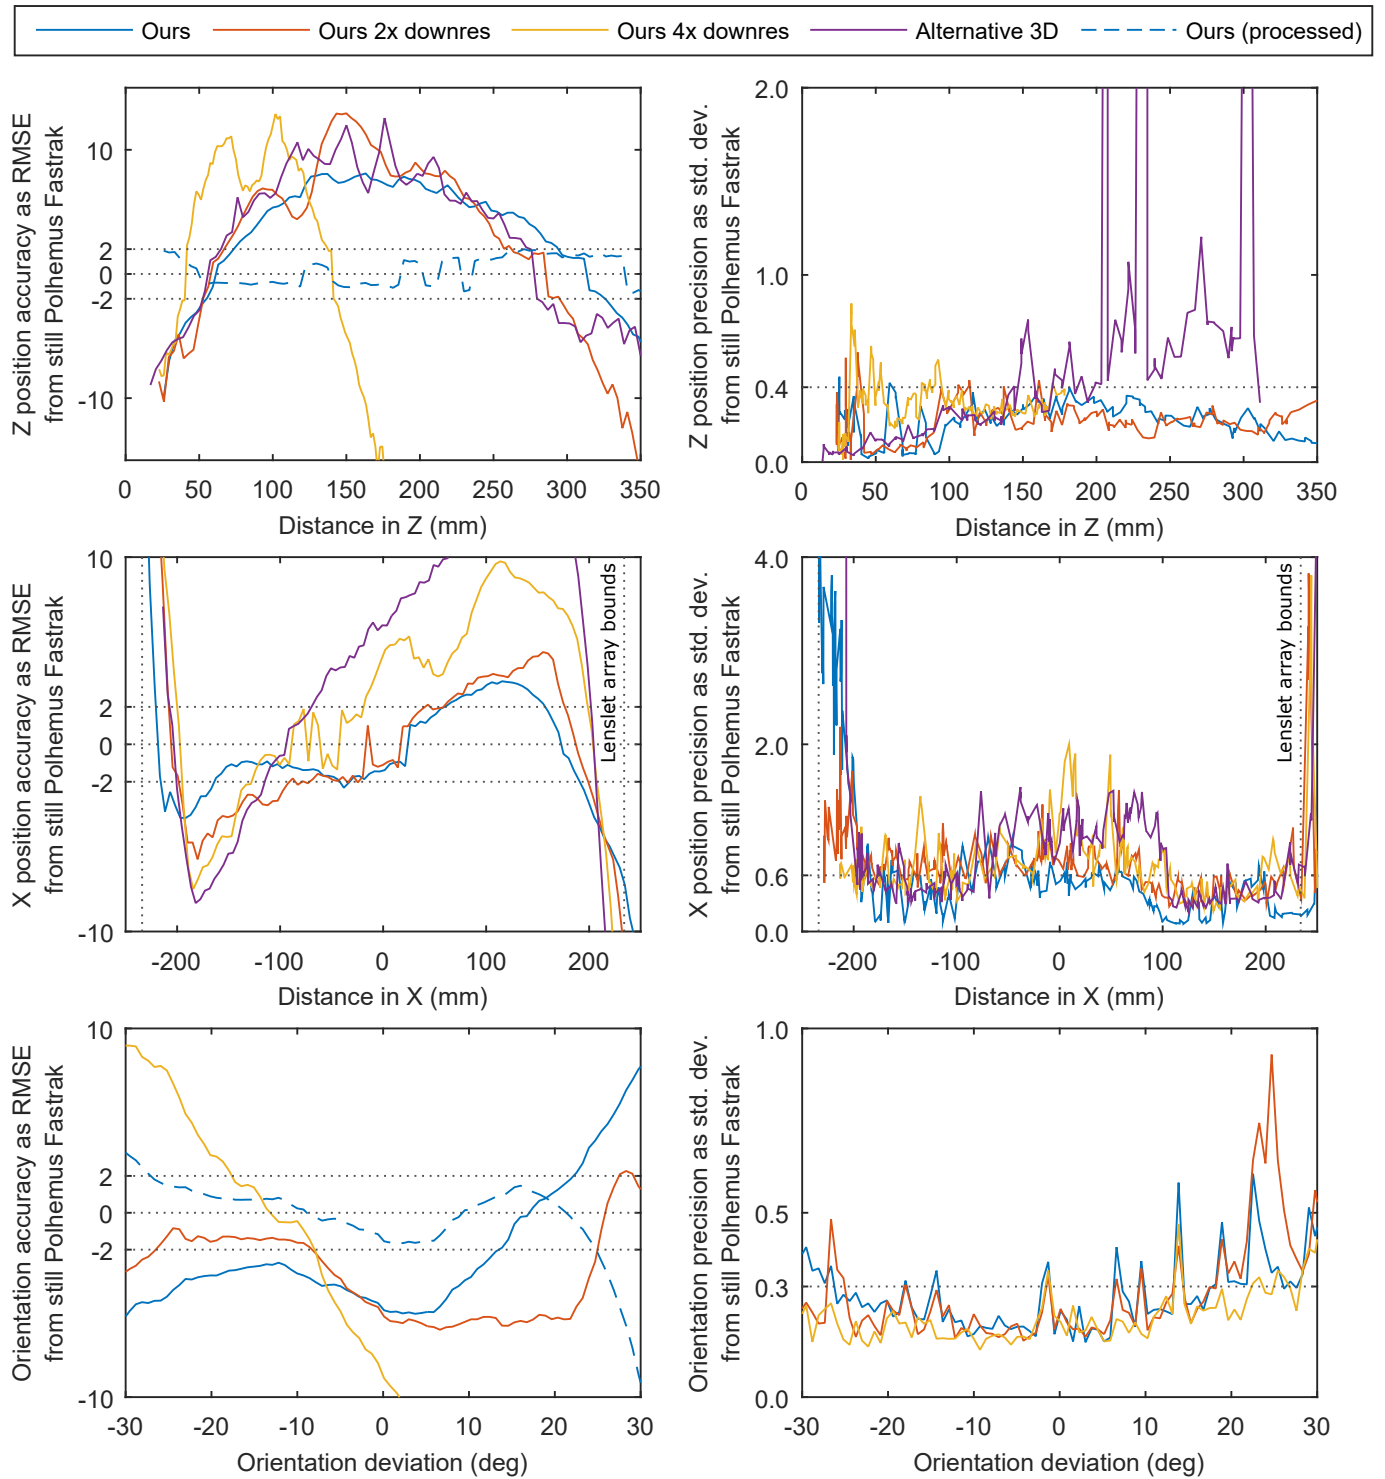 Ours Ours 2x downres Ours 4x downres Alternative 3D Ours (processed)
Z position accuracy as RMSE
from still Polhemus Fastrak
10
2
0
-2
-10
0 50 100 150 200 250 300 350
Distance in Z (mm)
Z position precision as std. dev.
from still Polhemus Fastrak
2.0
1.0
0.4
0.0
0 50 100 150 200 250 300 350
Distance in Z (mm)
X position accuracy as RMSE
from still Polhemus Fastrak
10
2
0
-2
-10
Lenslet array bounds
-200 -100 0 100 200
Distance in X (mm)
X position precision as std. dev.
from still Polhemus Fastrak
4.0
2.0
0.6
0.0
Lenslet array bounds
-200 -100 0 100 200
Distance in X (mm)
Orientation accuracy as RMSE
from still Polhemus Fastrak
10
2
0
-2
-10
-30 -20 -10 0 10 20 30
Orientation deviation (deg)
Orientation precision as std. dev.
from still Polhemus Fastrak
1.0
0.5
0.3
0.0
-30 -20 -10 0 10 20 30
Orientation deviation (deg)